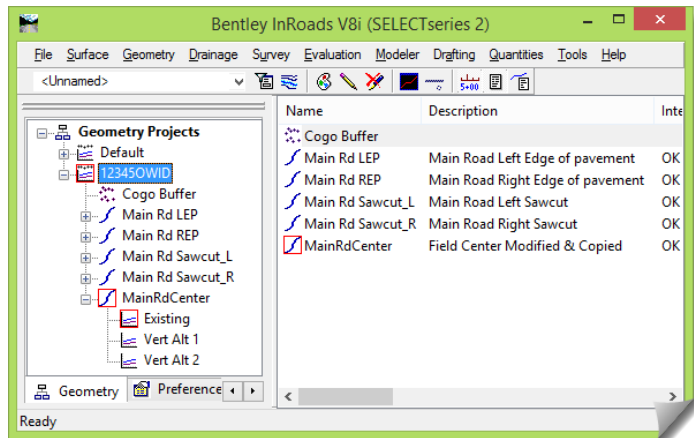 Bentley InRoads V8i (SELECTseries 2)
File Surface Geometry Drainage Survey Evaluation Modeler Drafting Quantities Tools Help
<Unnamed>
5+00
Geometry Projects
Default
12345OWID
Cogo Buffer
Main Rd LEP
Main Rd REP
Main Rd Sawcut_L
Main Rd Sawcut_R
MainRdCenter
Existing
Vert Alt 1
Vert Alt 2
Geometry Preference
Name Description Inte
Cogo Buffer
Main Rd LEP Main Road Left Edge of pavement OK
Main Rd REP Main Road Right Edge of pavement OK
Main Rd Sawcut_L Main Road Left Sawcut OK
Main Rd Sawcut_R Main Road Right Sawcut OK
MainRdCenter Field Center Modified & Copied OK
Ready